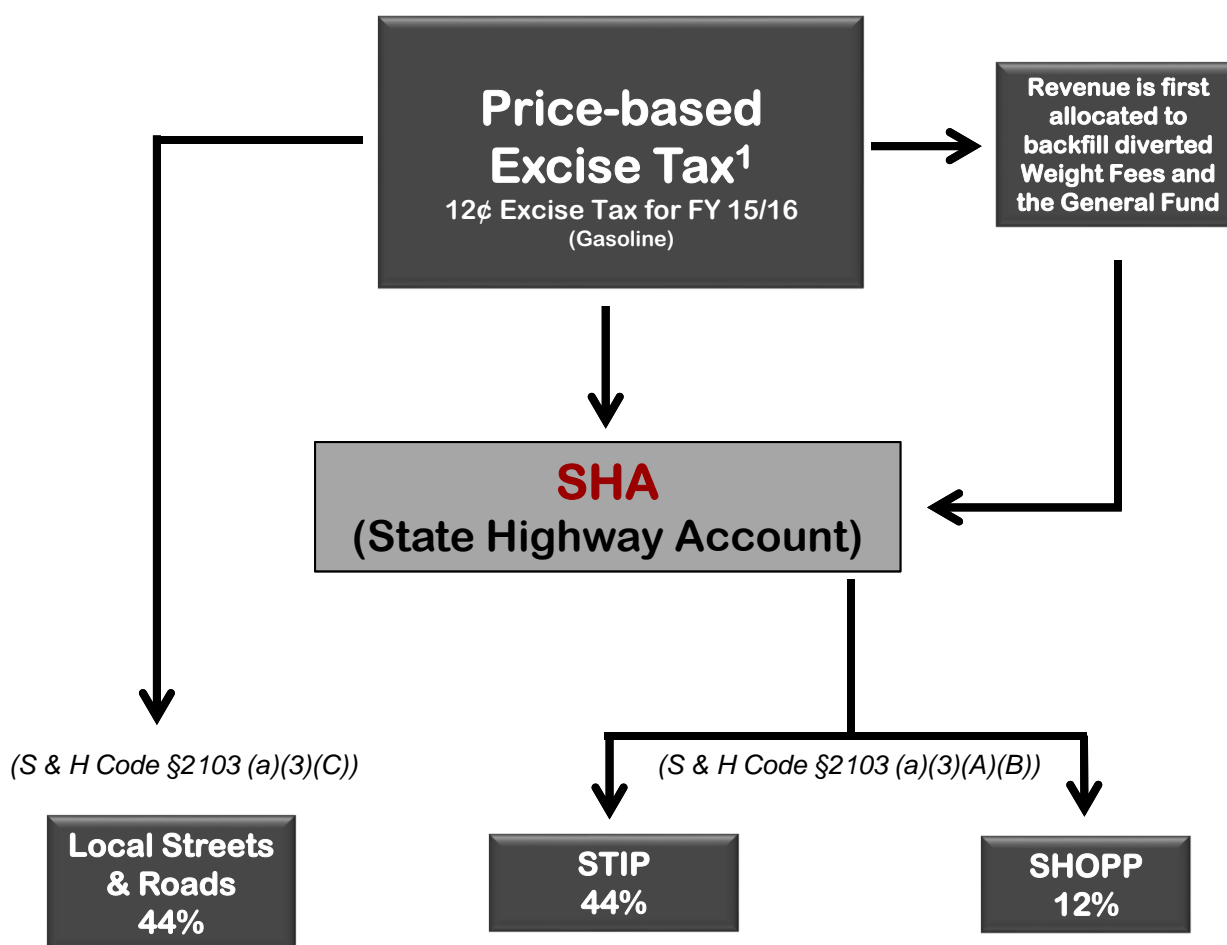 Price-based
Excise Tax¹
12¢ Excise Tax for FY 15/16
(Gasoline)
Revenue is first
allocated to
backfill diverted
Weight Fees and
the General Fund
SHA
(State Highway Account)
(S & H Code §2103 (a)(3)(C))
(S & H Code §2103 (a)(3)(A)(B))
Local Streets
& Roads
44%
STIP
44%
SHOPP
12%